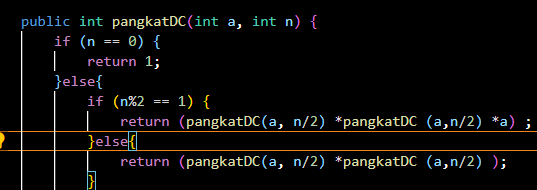 public int pangkatDC(int a, int n) {
if (n == 0) {
return 1;
}else{
if (n%2 == 1) {
return (pangkatDC(a, n/2) *pangkatDC (a,n/2) *a) ;
}else{
return (pangkatDC(a, n/2) *pangkatDC (a,n/2) );
}